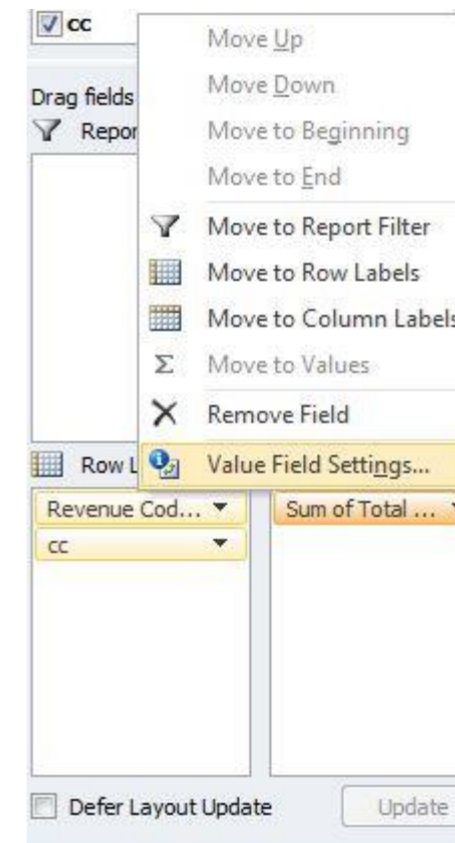 cc
Move Up
Move Down
Drag fields
Repor
Move to Beginning
Move to End
Move to Report Filter
Move to Row Labels
Move to Column Labels
Σ Move to Values
Remove Field
Row L
Value Field Settings...
Revenue Cod...
Sum of Total ...
cc
Defer Layout Update
Update